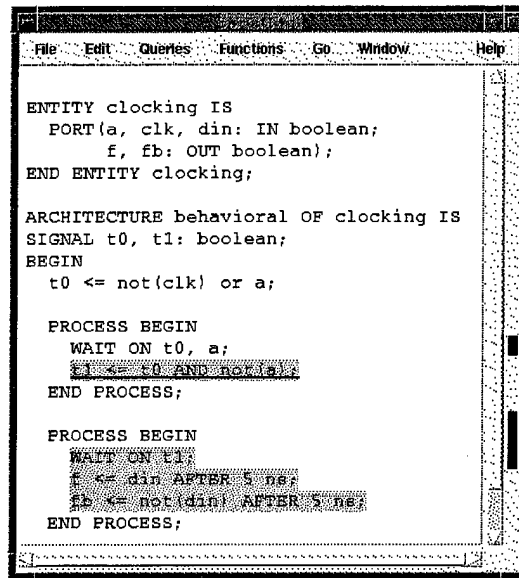 File Edit Queries Functions Go Window Help
ENTITY clocking IS
PORT(a, clk, din: IN boolean;
f, fb: OUT boolean);
END ENTITY clocking;
ARCHITECTURE behavioral OF clocking IS
SIGNAL t0, t1: boolean;
BEGIN
t0 <= not(clk) or a;
PROCESS BEGIN
WAIT ON t0, a;
t1 <= t0 AND not(a);
END PROCESS;
PROCESS BEGIN
WAIT ON t1;
f <= din AFTER 5 ns;
fb <= not(din) AFTER 5 ns;
END PROCESS;